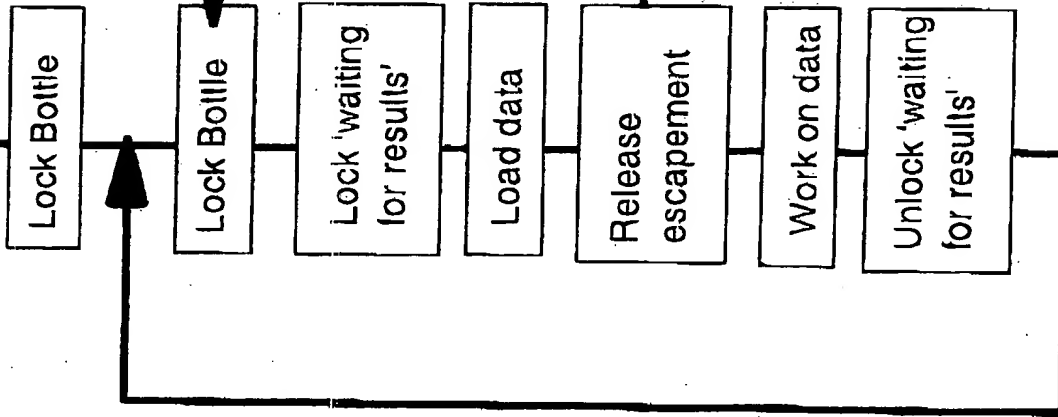 Lock Bottle
Lock Bottle
Lock 'waiting
for results'
Load data
Release
escapement
Work on data
Unlock 'waiting
for results'